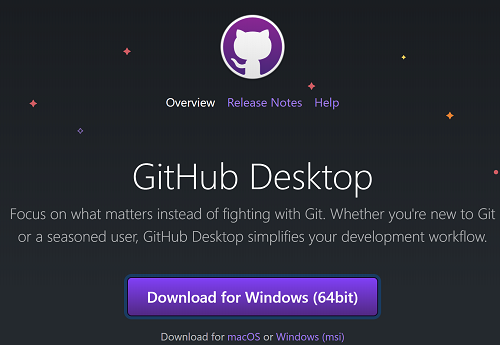 Overview Release Notes Help
GitHub Desktop
Focus on what matters instead of fighting with Git. Whether you're new to Git
or a seasoned user, GitHub Desktop simplifies your development workflow.
Download for Windows (64bit)
Download for macOS or Windows (msi)